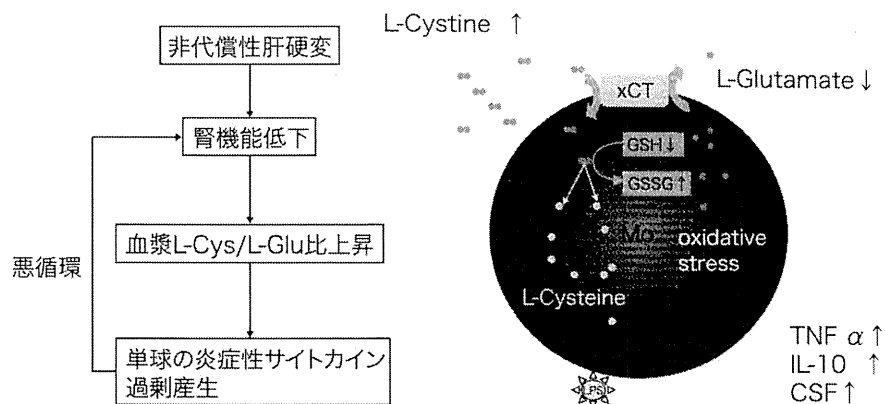 非代償性肝硬変
腎機能低下
血漿L-Cys/L-Glu比上昇
悪循環
単球の炎症性サイトカイン
過剰産生
L-Cystine ↑
xCT
L-Glutamate ↓
GSH↓
GSSG↑
MO
oxidative
stress
L-Cysteine
LPS
TNF α ↑
IL-10 ↑
CSF ↑